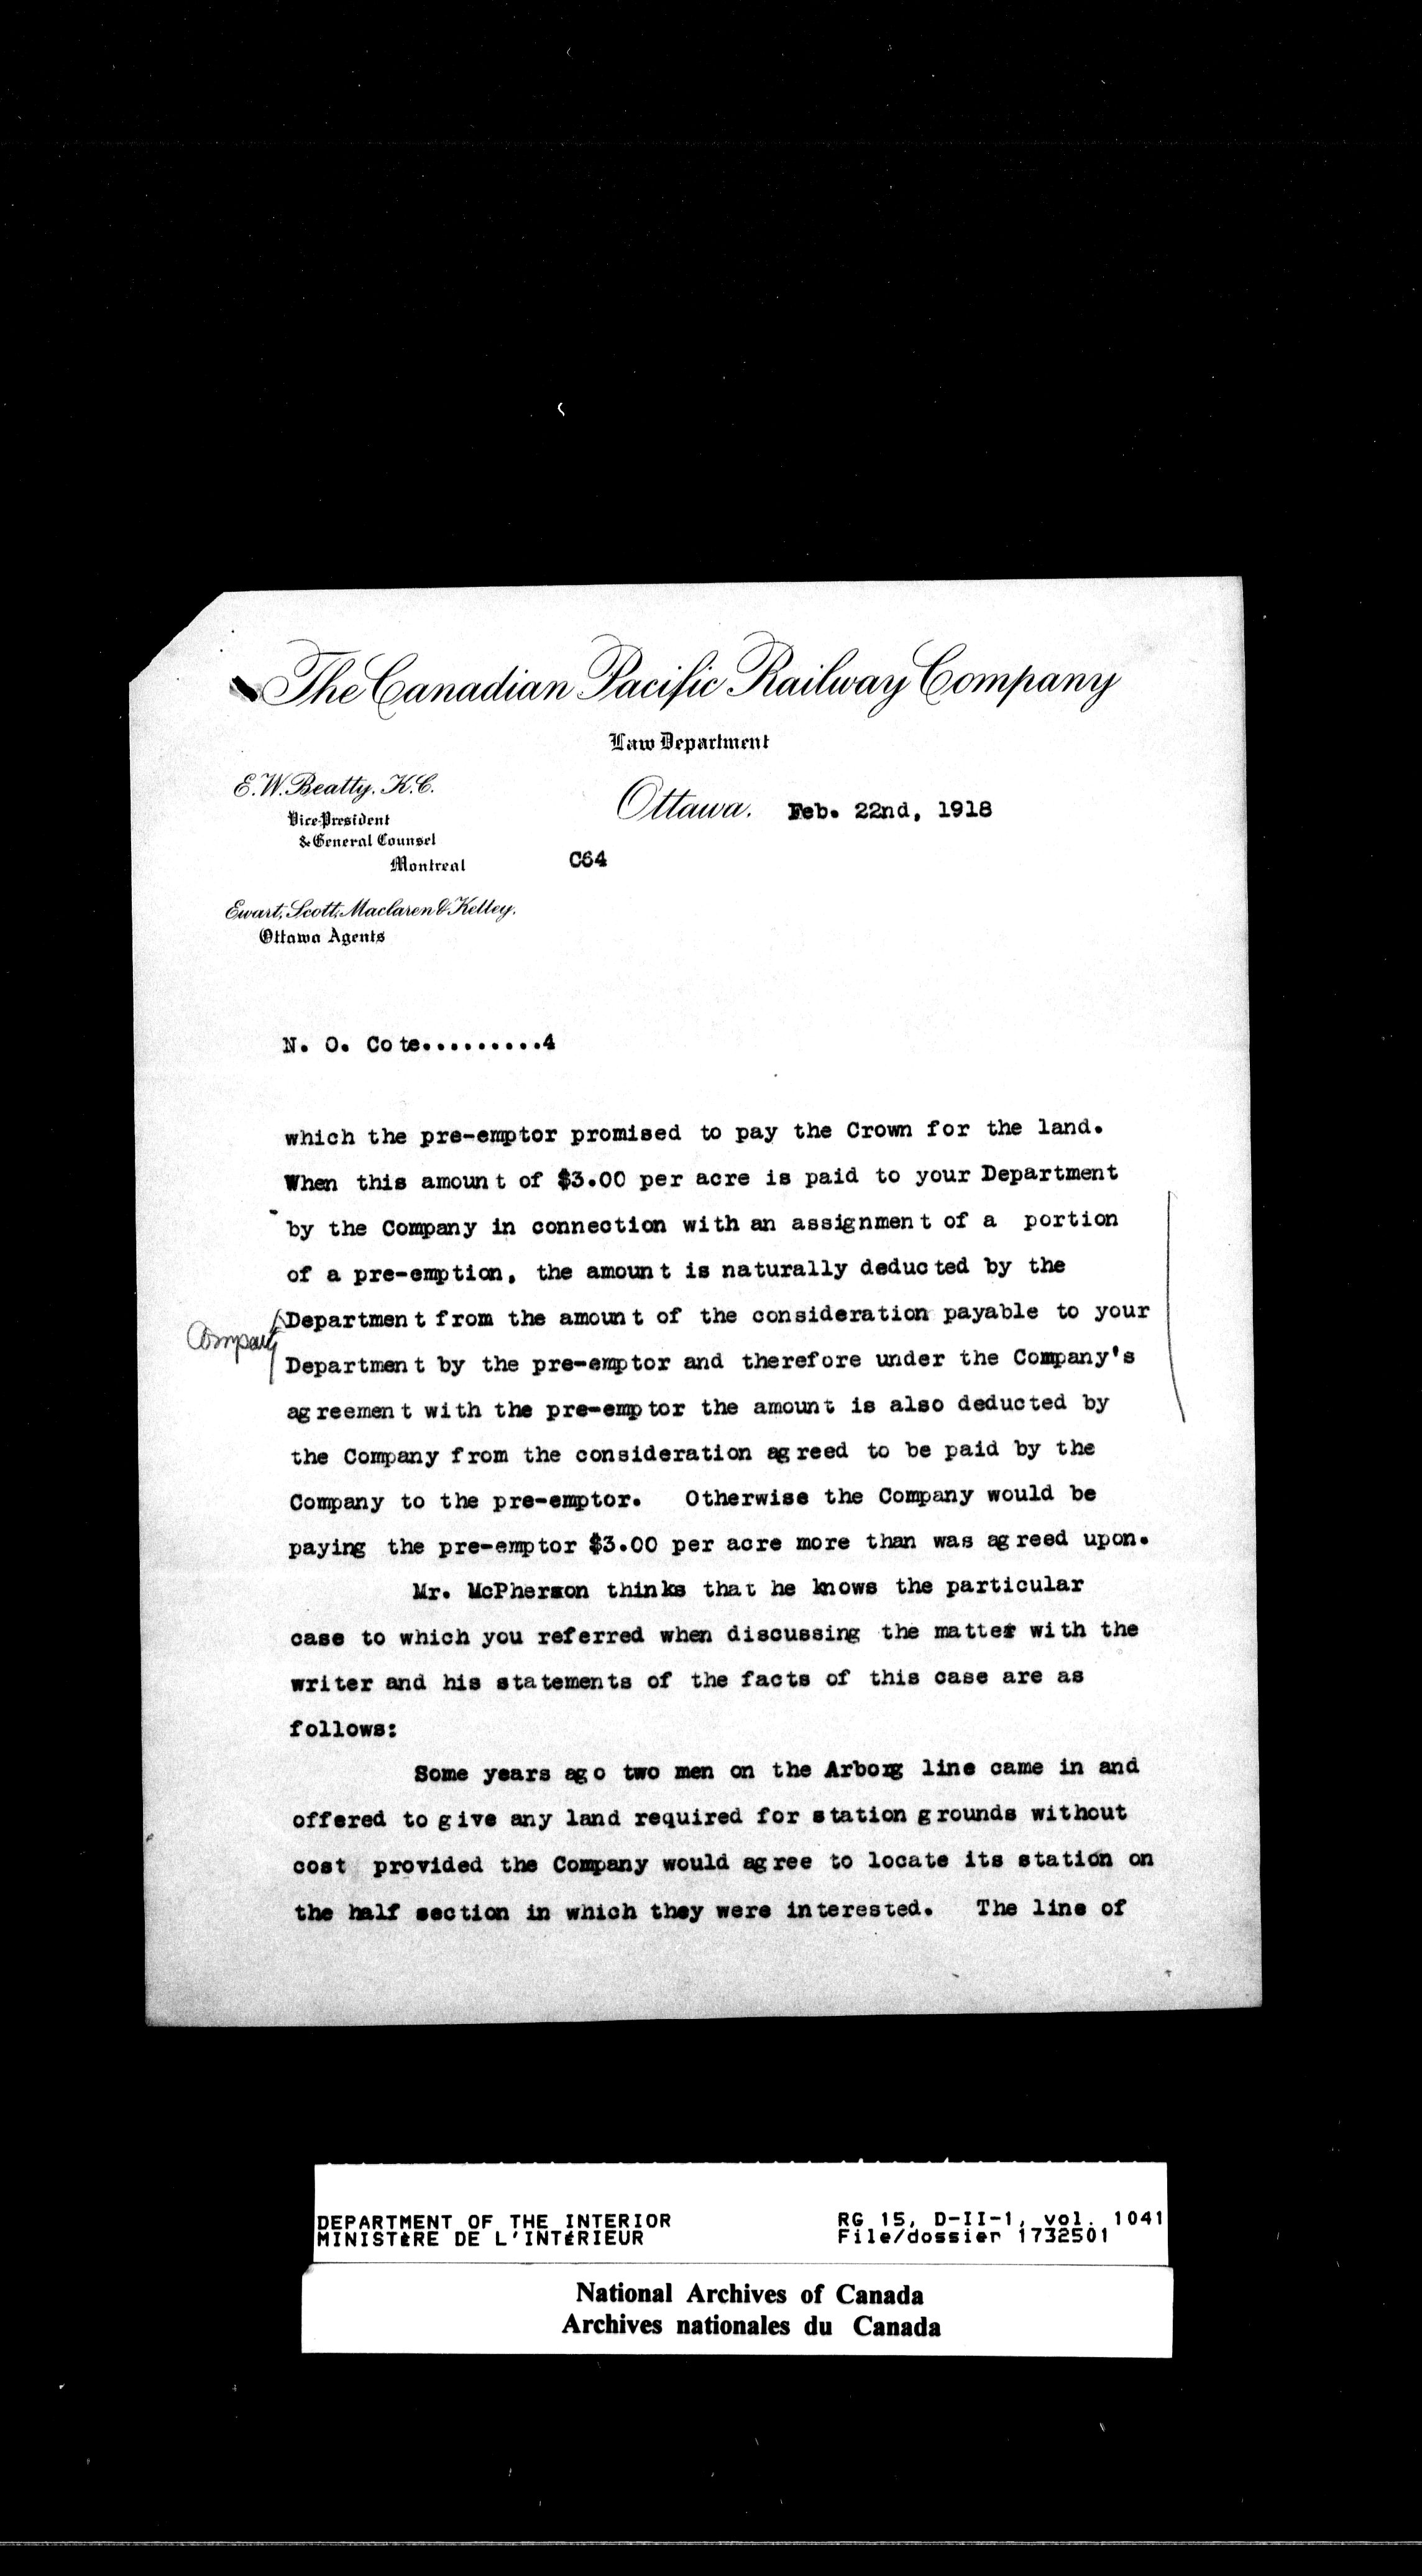 The Canadian Pacific Railway Company
Law Department
E. W. Beatty. K.C.
Vice-President
& General Counsel
Montreal
Ottawa. Feb. 22nd, 1918
C64
Ewart, Scott, Maclaren & Kelley.
Ottawa Agents
N. O. Cote.........4
which the pre-emptor promised to pay the Crown for the land.
When this amount of $3.00 per acre is paid to your Department
by the Company in connection with an assignment of a portion
of a pre-emption, the amount is naturally deducted by the
Department from the amount of the consideration payable to your
Company
Department by the pre-emptor and therefore under the Company's
agreement with the pre-emptor the amount is also deducted by
the Company from the consideration agreed to be paid by the
Company to the pre-emptor. Otherwise the Company would be
paying the pre-emptor $3.00 per acre more than was agreed upon.
Mr. McPherson thinks that he knows the particular
case to which you referred when discussing the matter with the
writer and his statements of the facts of this case are as
follows:
Some years ago two men on the Arborg line came in and
offered to give any land required for station grounds without
cost provided the Company would agree to locate its station on
the half section in which they were interested. The line of
DEPARTMENT OF THE INTERIOR RG 15, D-II-1, vol. 1041
MINISTÈRE DE L'INTÉRIEUR File/dossier 1732501
National Archives of Canada
Archives nationales du Canada